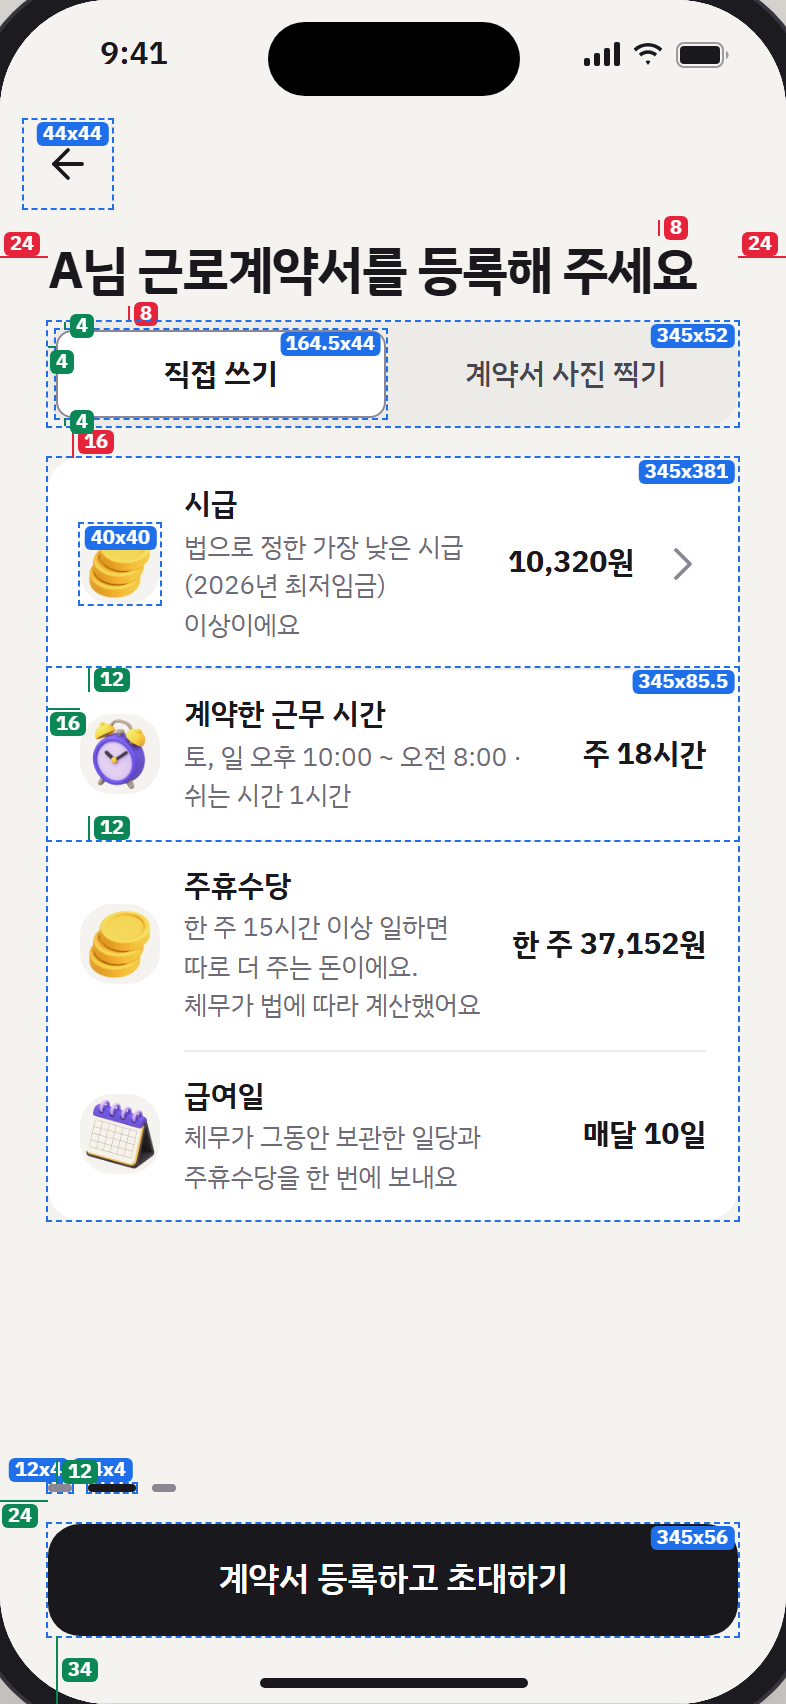 9:41
44x44
8
24
24
A님 근로계약서를 등록해 주세요
8
4
164.5x44
345x52
4
직접 쓰기
계약서 사진 찍기
4
16
345x381
시급
40x40
법으로 정한 가장 낮은 시급
(2026년 최저임금)
이상이에요
10,320원
12
345x85.5
16
계약한 근무 시간
토, 일 오후 10:00 ~ 오전 8:00 ·
쉬는 시간 1시간
주 18시간
12
주휴수당
한 주 15시간 이상 일하면
따로 더 주는 돈이에요.
체무가 법에 따라 계산했어요
한 주 37,152원
급여일
체무가 그동안 보관한 일당과
주휴수당을 한 번에 보내요
매달 10일
12x4
12
24
345x56
계약서 등록하고 초대하기
34